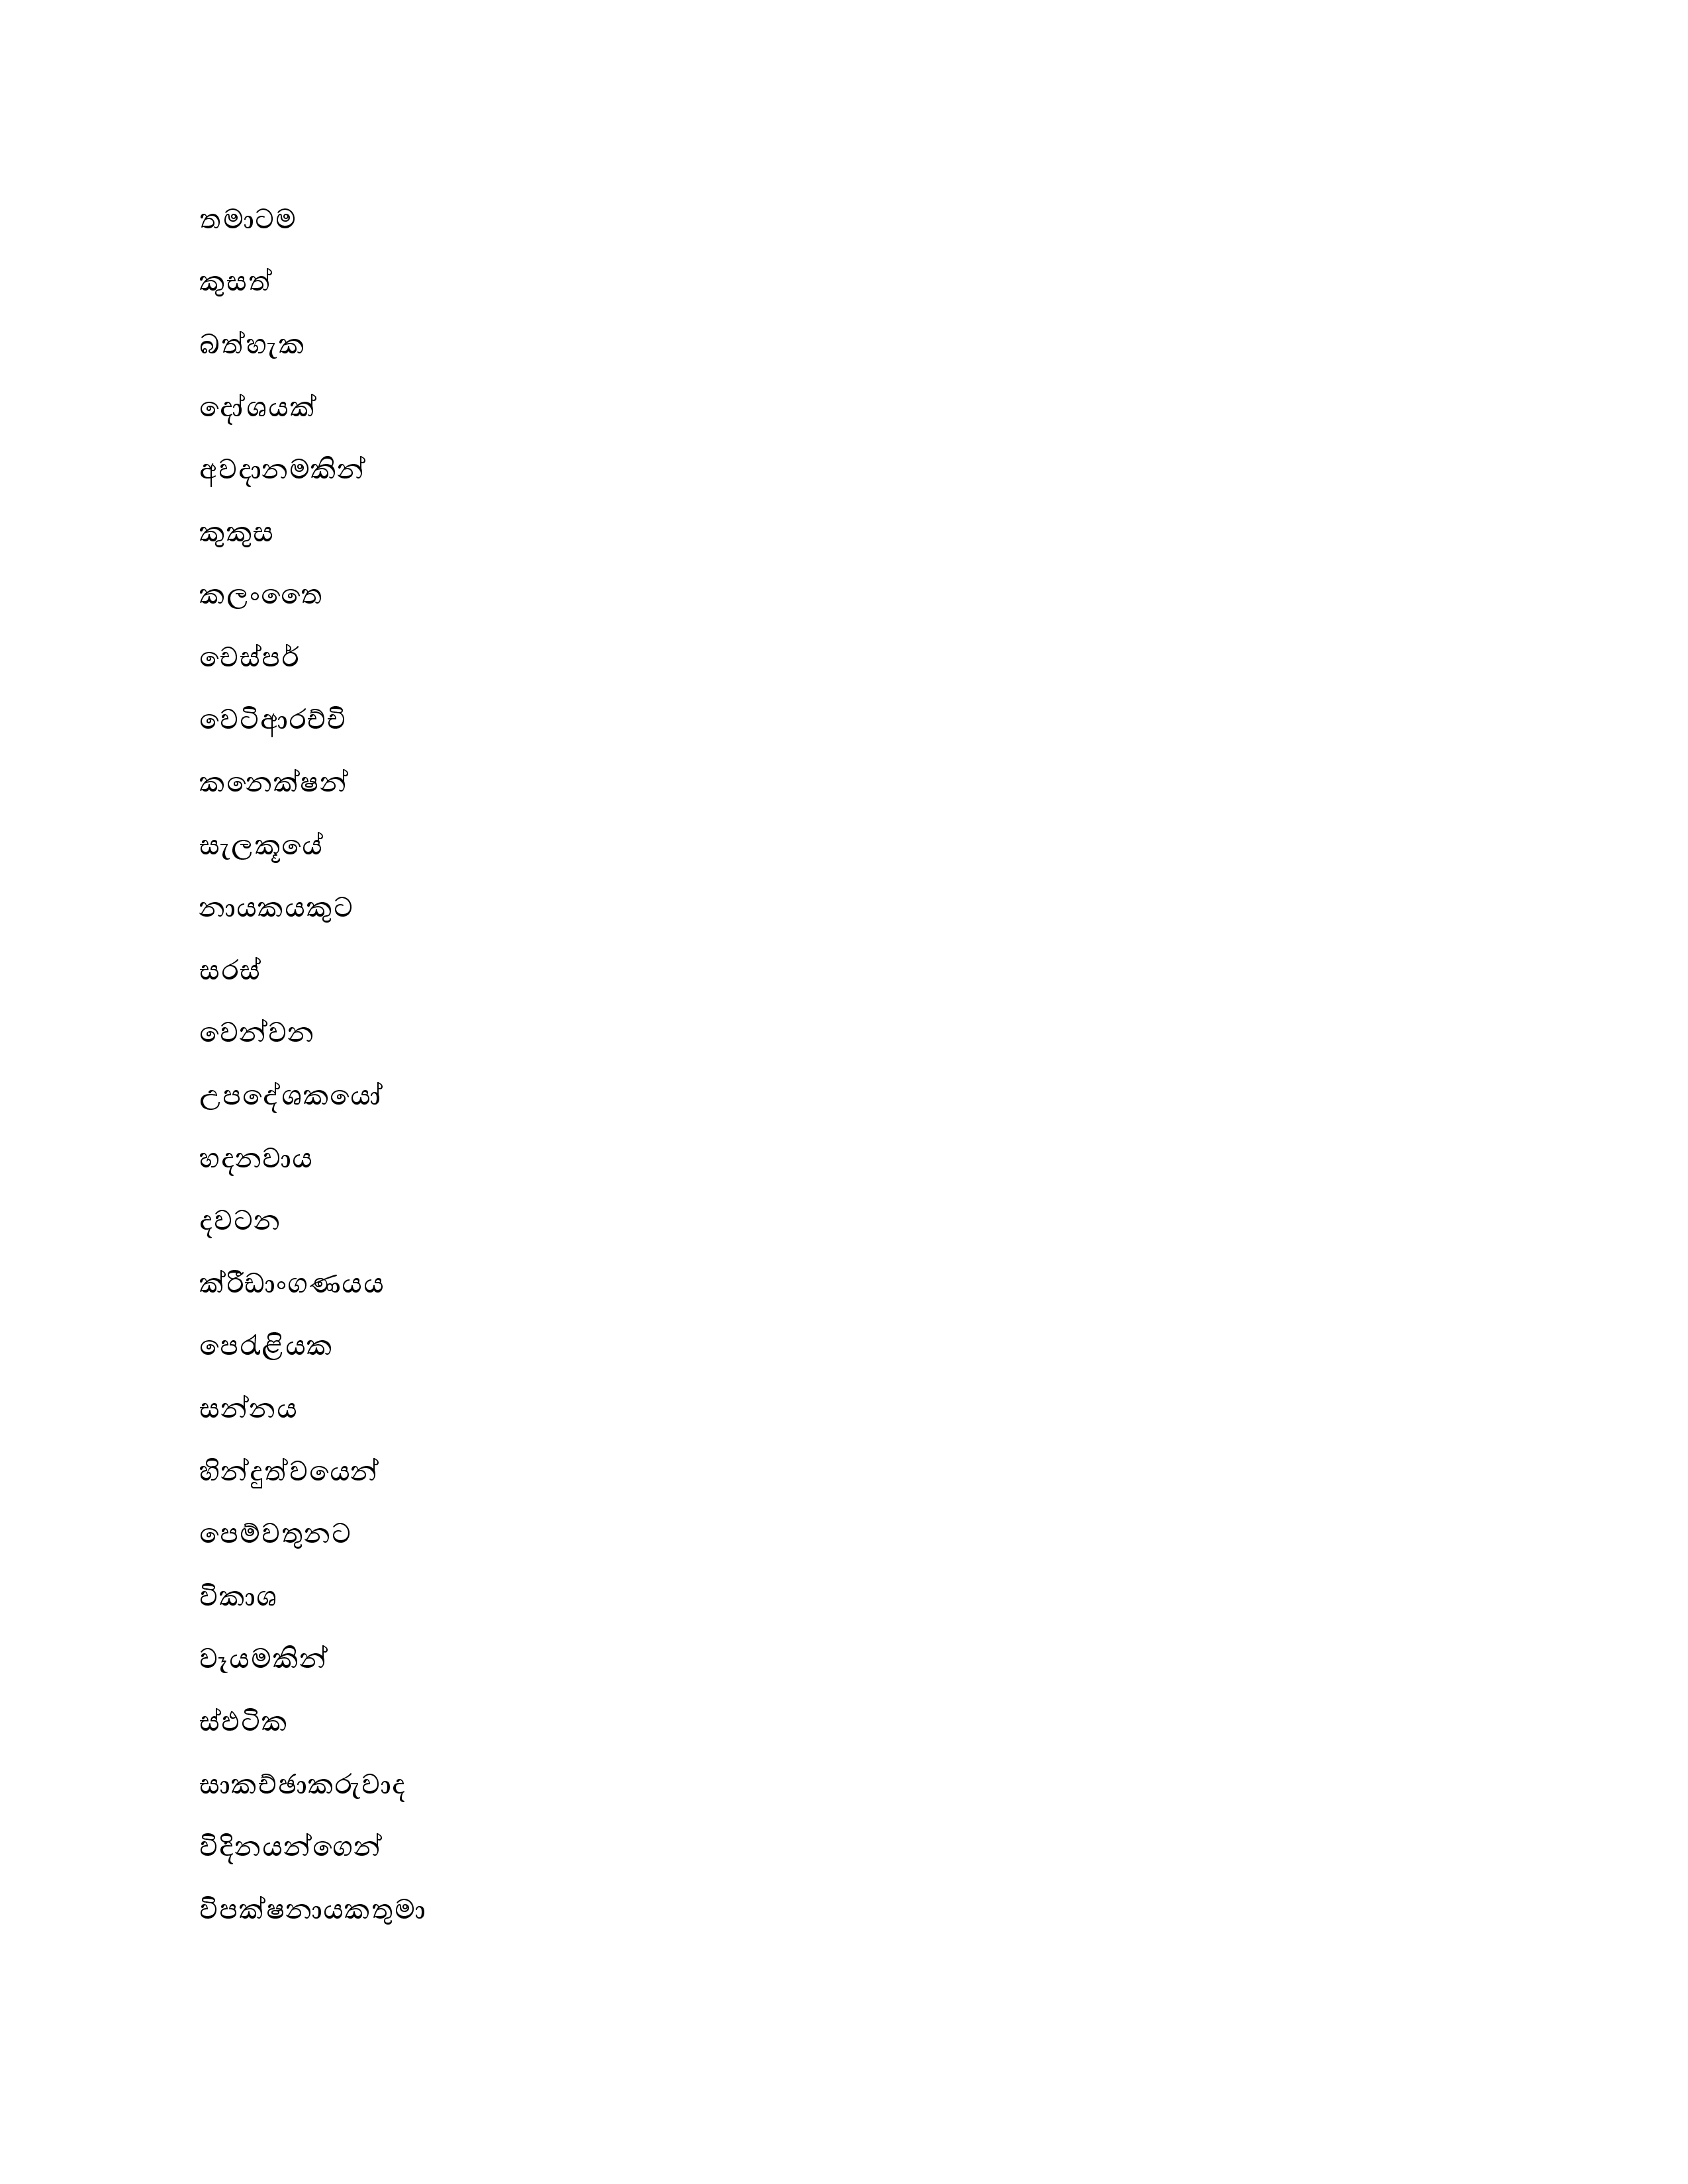 තමාටම
කුසත්
බත්හැක
දෝශයක්
අවදානමකින්
කුකුස
කලංතෛ
චෙස්පර්
වෙටිආරච්චි
කනෙක්ෂන්
සැලකූයේ
නායකයකුට
සරස්
වෙන්වන
උපදේශකයෝ
හදනවාය
දවටන
ක්රීඩාංගණයය
පෙරැළියක
සන්නය
හින්දුත්වයෙන්
පෙම්වතුනට
විකාශ
වෑයමකින්
ස්ඵටික
සාකච්ඡාකරුවාද
විඳිනයන්ගෙන්
විපක්ෂනායකතුමා